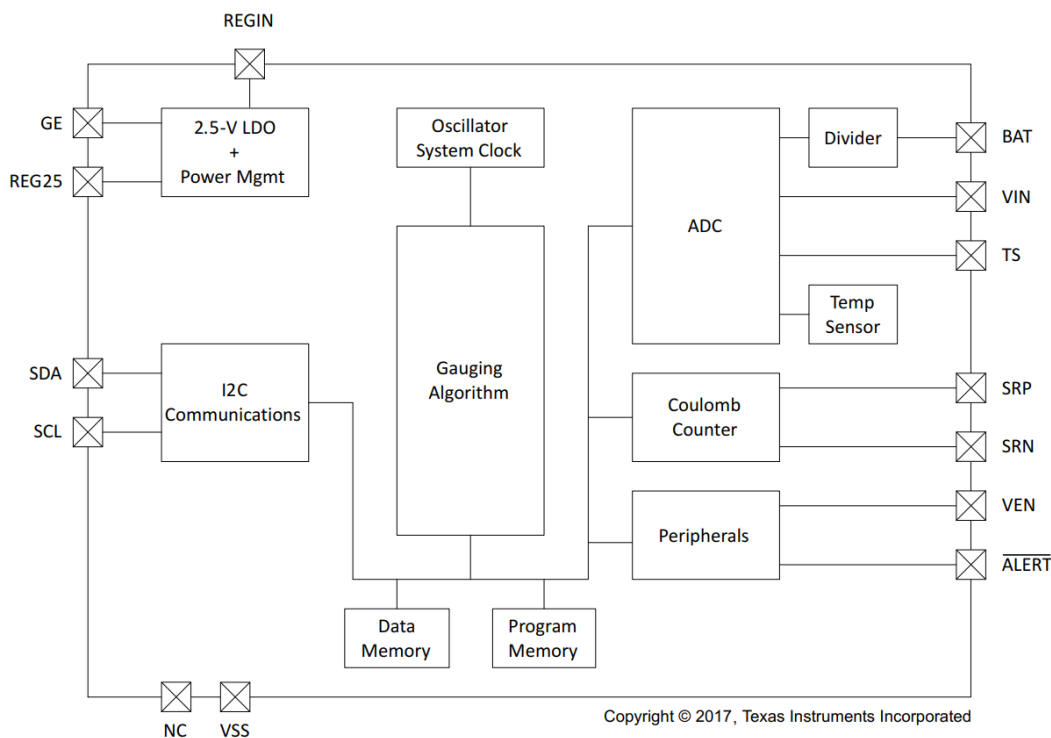 REGIN
GE
REG25
2.5-V LDO
+
Power Mgmt
Oscillator
System Clock
ADC
Divider
BAT
VIN
TS
Temp
Sensor
SDA
SCL
I2C
Communications
Gauging
Algorithm
Coulomb
Counter
SRP
SRN
Peripherals
VEN
ALERT
Data
Memory
Program
Memory
NC
VSS
Copyright © 2017, Texas Instruments Incorporated